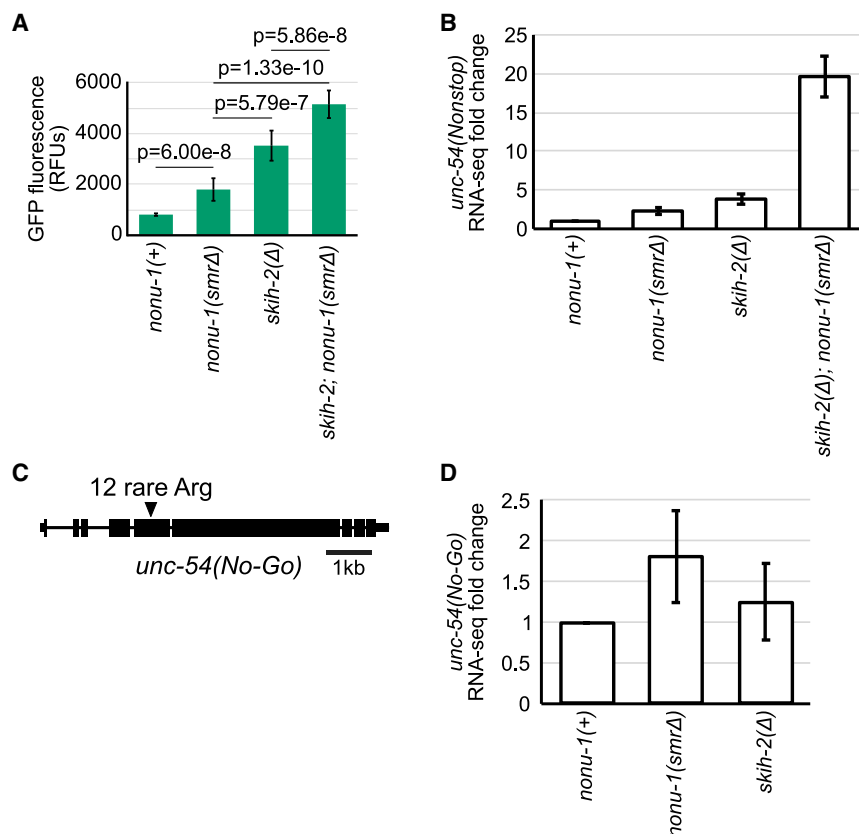 A
p=5.86e-8
p=1.33e-10
p=5.79e-7
p=6.00e-8
6000
4000
2000
0
GFP fluorescence
(RFUs)
nonu-1(+)
nonu-1(smrΔ)
skih-2(Δ)
skih-2; nonu-1(smrΔ)
B
25
20
15
10
5
0
unc-54(Nonstop)
RNA-seq fold change
nonu-1(+)
nonu-1(smrΔ)
skih-2(Δ)
skih-2(Δ); nonu-1(smrΔ)
C
12 rare Arg
unc-54(No-Go)
1kb
D
2.5
2
1.5
1
0.5
0
unc-54(No-Go)
RNA-seq fold change
nonu-1(+)
nonu-1(smrΔ)
skih-2(Δ)